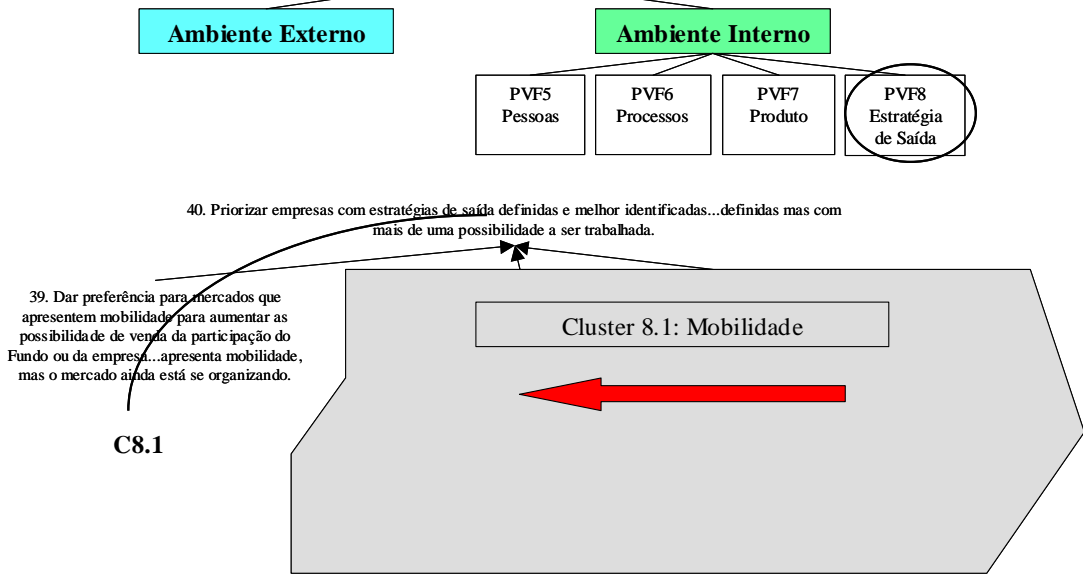 Ambiente Externo
Ambiente Interno
PVF5
Pessoas
PVF6
Processos
PVF7
Produto
PVF8
Estratégia
de Saída
40. Priorizar empresas com estratégias de saída definidas e melhor identificadas...definidas mas com
mais de uma possibilidade a ser trabalhada.
39. Dar preferência para mercados que
apresentem mobilidade para aumentar as
possibilidade de venda da participação do
Fundo ou da empresa...apresenta mobilidade,
mas o mercado ainda está se organizando.
Cluster 8.1: Mobilidade
C8.1